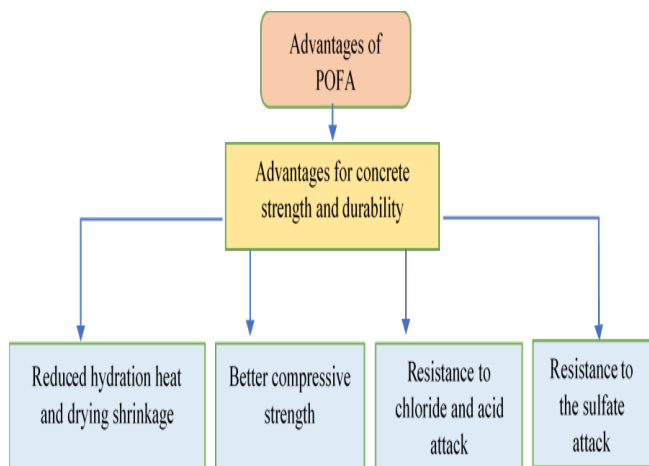 Advantages of
POFA
Advantages for concrete
strength and durability
Reduced hydration heat
and drying shrinkage
Better compressive
strength
Resistance to
chloride and acid
attack
Resistance to
the sulfate
attack